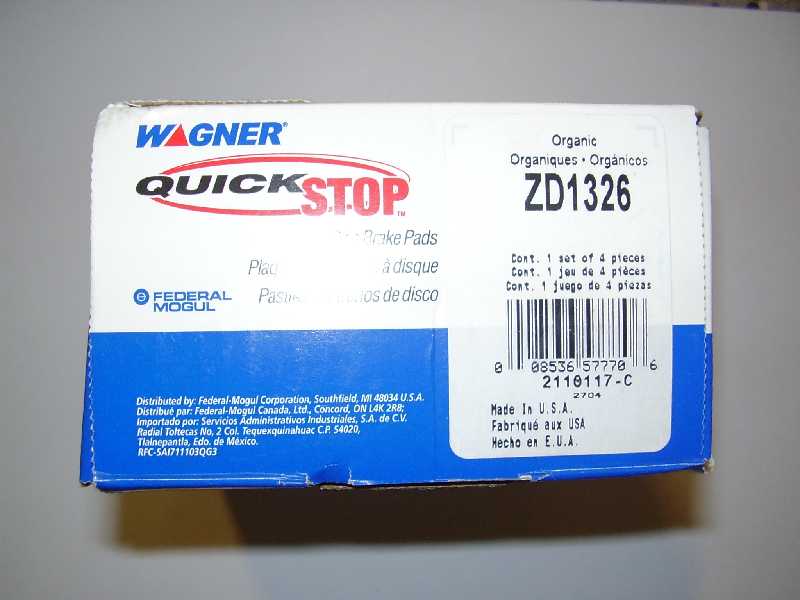 WAGNER®
QUICKSTOP™
Brake Pads
à disque
de disco
FEDERAL
MOGUL
Distributed by: Federal-Mogul Corporation, Southfield, MI 48034 U.S.A.
Distribué par: Federal-Mogul Canada, Ltd., Concord, ON L4K 2R8;
Importado por: Servicios Administrativos Industriales, S.A. de C.V.
Radial Toltecas No, 2 Col. Tequexquinahuac C.P. 54020,
Tlalnepantla, Edo. de México.
RFC-SAI711103QG3
Organic
Organiques • Orgánicos
ZD1326
Cont. 1 set of 4 pieces
Cont. 1 jeu de 4 pièces
Cont. 1 juego de 4 piezas
0 08536 57770 6
2110117-C
2704
Made In U.S.A.
Fabriqué aux USA
Hecho en E.U.A.